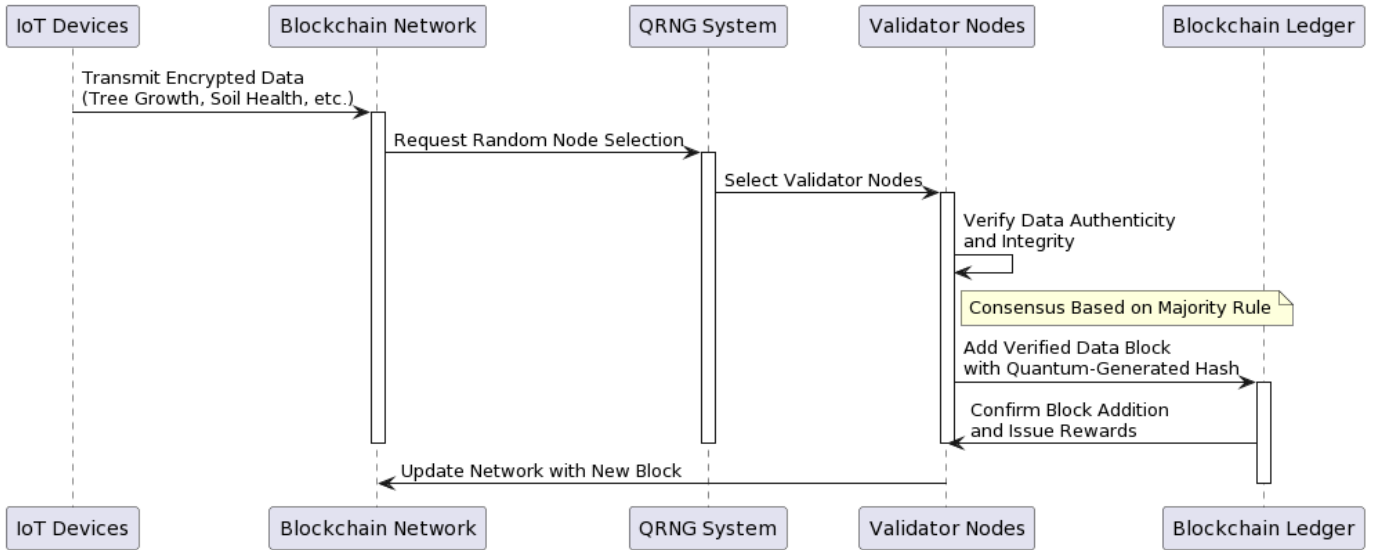 IoT Devices
Blockchain Network
QRNG System
Validator Nodes
Blockchain Ledger
Transmit Encrypted Data
(Tree Growth, Soil Health, etc.)
Request Random Node Selection
Select Validator Nodes
Verify Data Authenticity
and Integrity
Consensus Based on Majority Rule
Add Verified Data Block
with Quantum-Generated Hash
Confirm Block Addition
and Issue Rewards
Update Network with New Block
IoT Devices
Blockchain Network
QRNG System
Validator Nodes
Blockchain Ledger